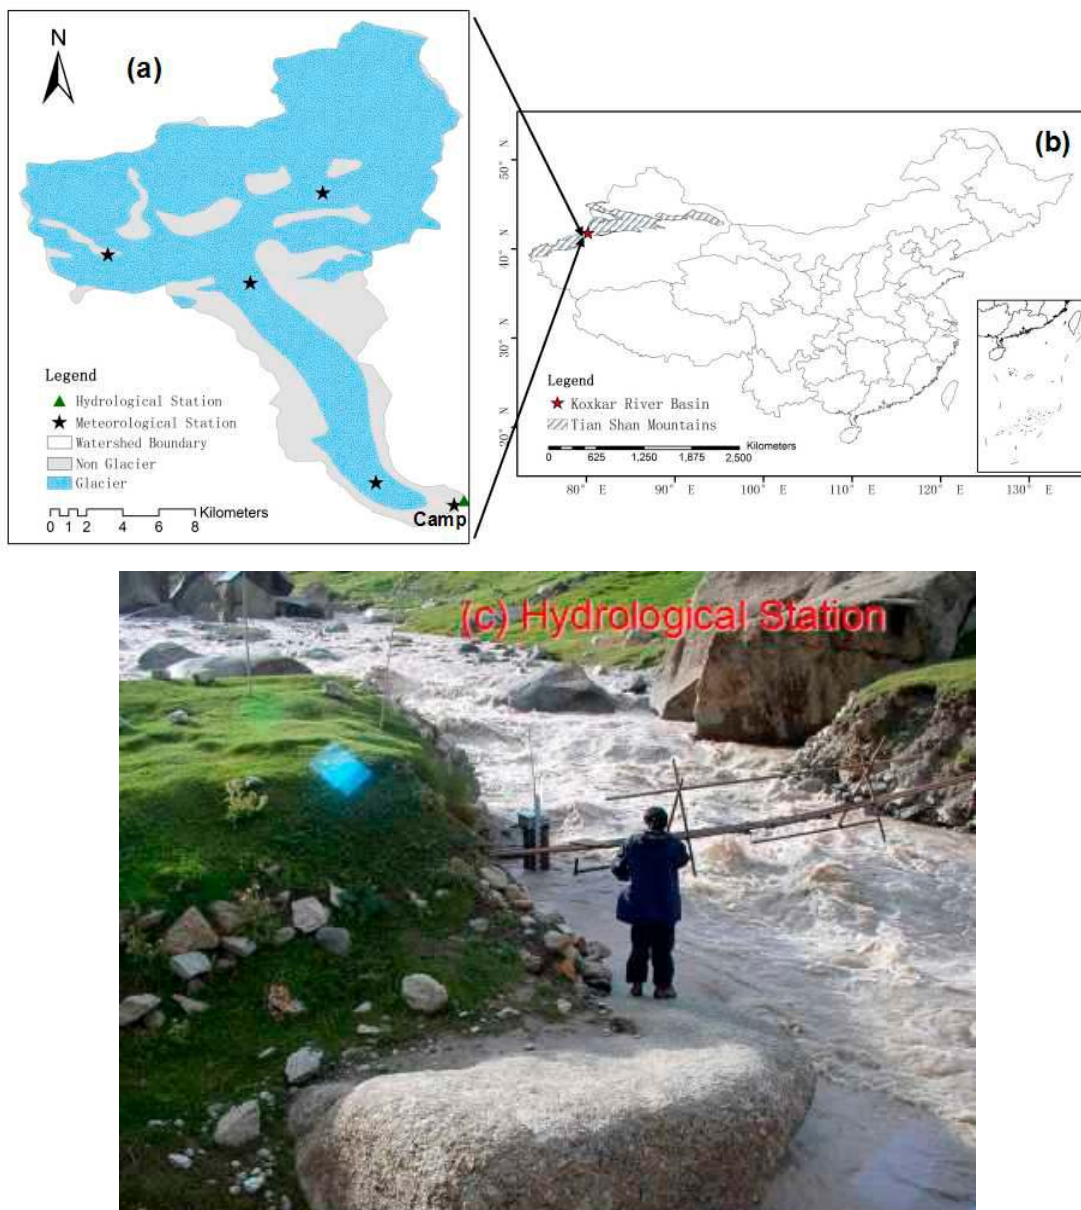 N
(a)
Legend
Hydrological Station
Meteorological Station
Watershed Boundary
Non Glacier
Glacier
Kilometers
0 1 2 4 6 8
Camp
(b)
50° N
40° N
30° N
20° N
Legend
Koxkar River Basin
Tian Shan Mountains
Kilometers
0 625 1,250 1,875 2,500
80° E 90° E 100° E 110° E 120° E 130° E
(c) Hydrological Station